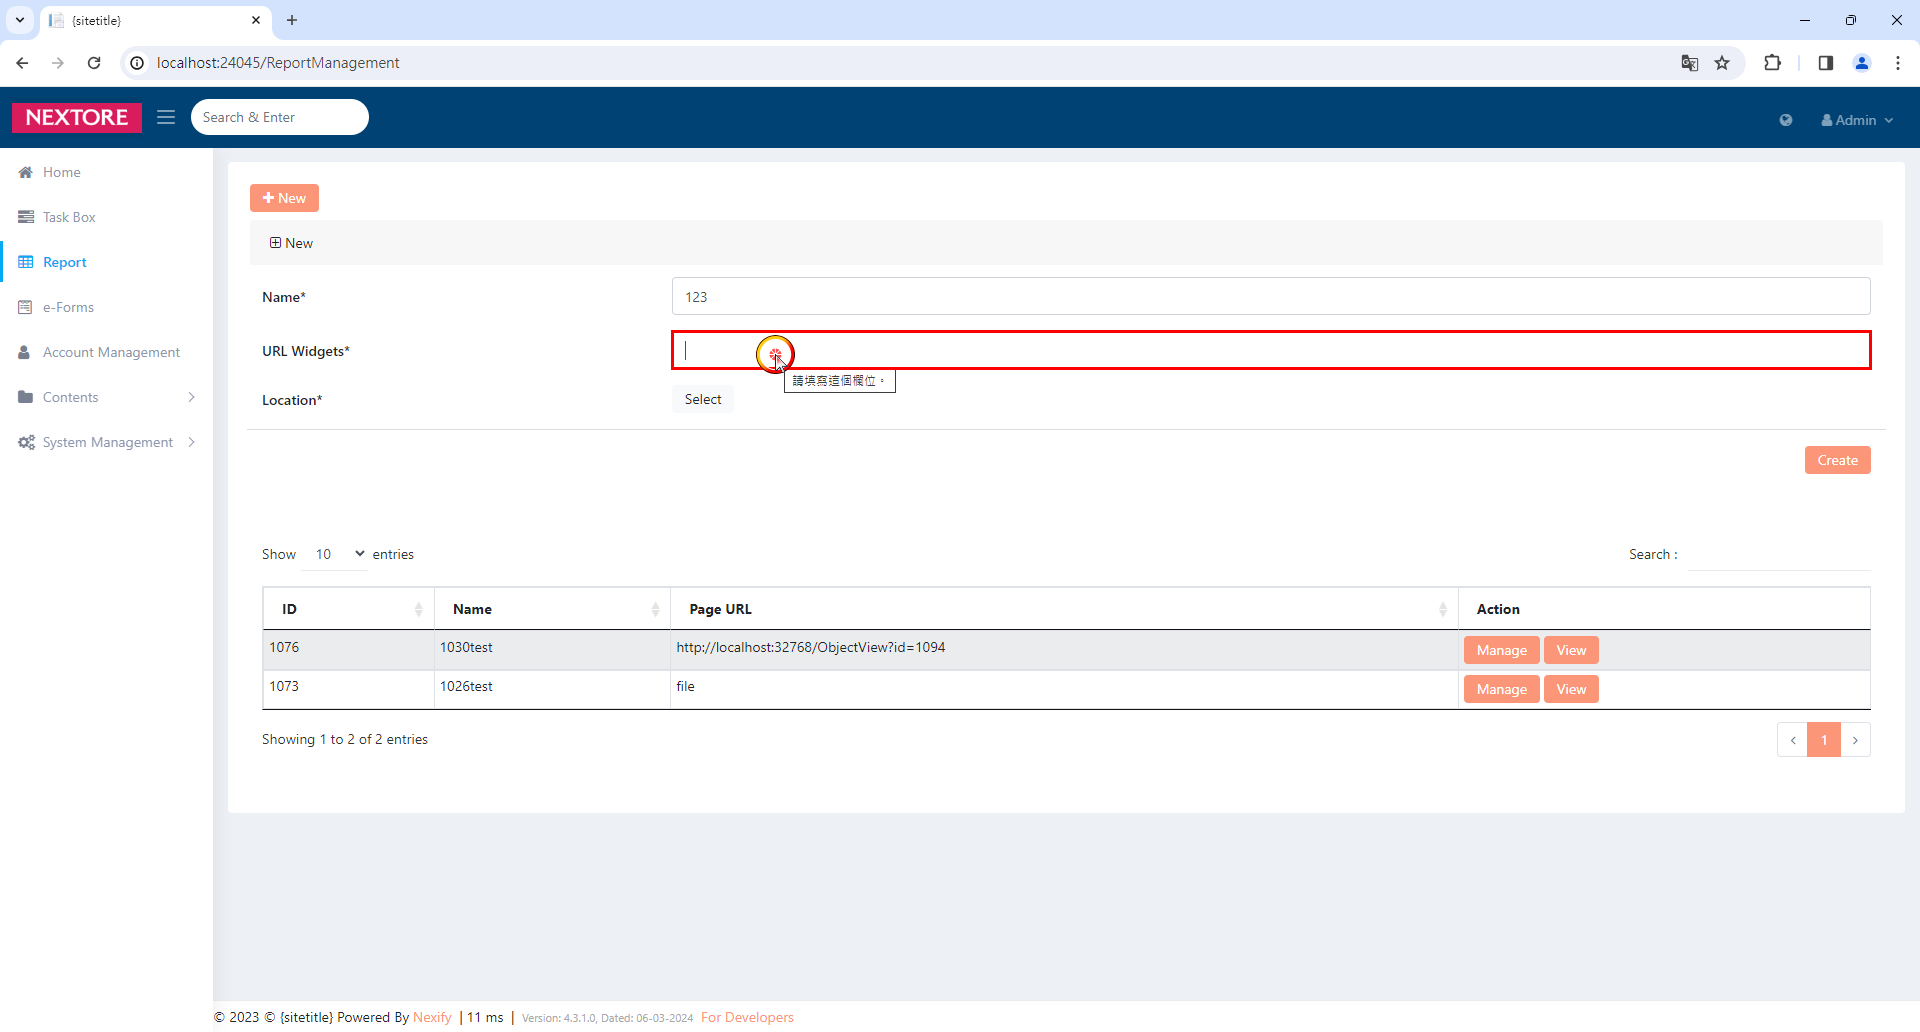 {sitetitle}
localhost:24045/ReportManagement
NEXTORE
Search & Enter
Admin
Home
Task Box
Report
e-Forms
Account Management
Contents
System Management
New
New
Name*
123
URL Widgets*
請填寫這個欄位。
Location*
Select
Create
Show 10 entries
Search :
ID Name Page URL Action
1076 1030test http://localhost:32768/ObjectView?id=1094 Manage View
1073 1026test file Manage View
Showing 1 to 2 of 2 entries
‹ 1 ›
© 2023 © {sitetitle} Powered By Nexify | 11 ms | Version: 4.3.1.0, Dated: 06-03-2024 For Developers